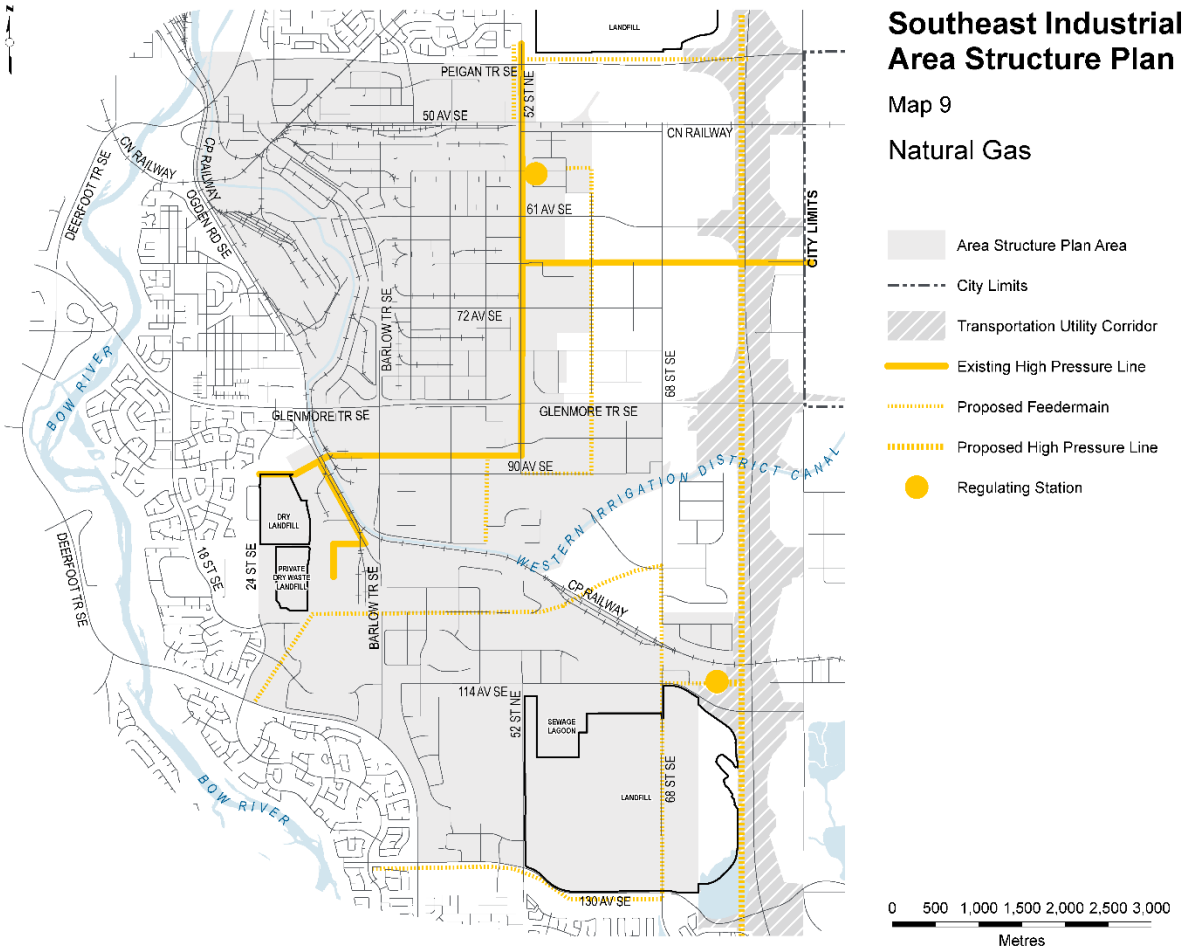 Southeast Industrial
Area Structure Plan
Map 9
Natural Gas
Area Structure Plan Area
City Limits
Transportation Utility Corridor
Existing High Pressure Line
Proposed Feedermain
Proposed High Pressure Line
Regulating Station
0 500 1,000 1,500 2,000 2,500 3,000
Metres
N
LANDFILL
PEIGAN TR SE
52 ST NE
50 AV SE
CN RAILWAY
CN RAILWAY
CP RAILWAY
DEERFOOT TR SE
OGDEN RD SE
61 AV SE
CITY LIMITS
BARLOW TR SE
72 AV SE
68 ST SE
BOW RIVER
GLENMORE TR SE
GLENMORE TR SE
90 AV SE
WESTERN IRRIGATION DISTRICT CANAL
DRY
LANDFILL
PRIVATE
DRY WASTE
LANDFILL
24 ST SE
18 ST SE
DEERFOOT TR SE
BARLOW TR SE
CP RAILWAY
114 AV SE
52 ST NE
SEWAGE
LAGOON
LANDFILL
68 ST SE
BOW RIVER
130 AV SE